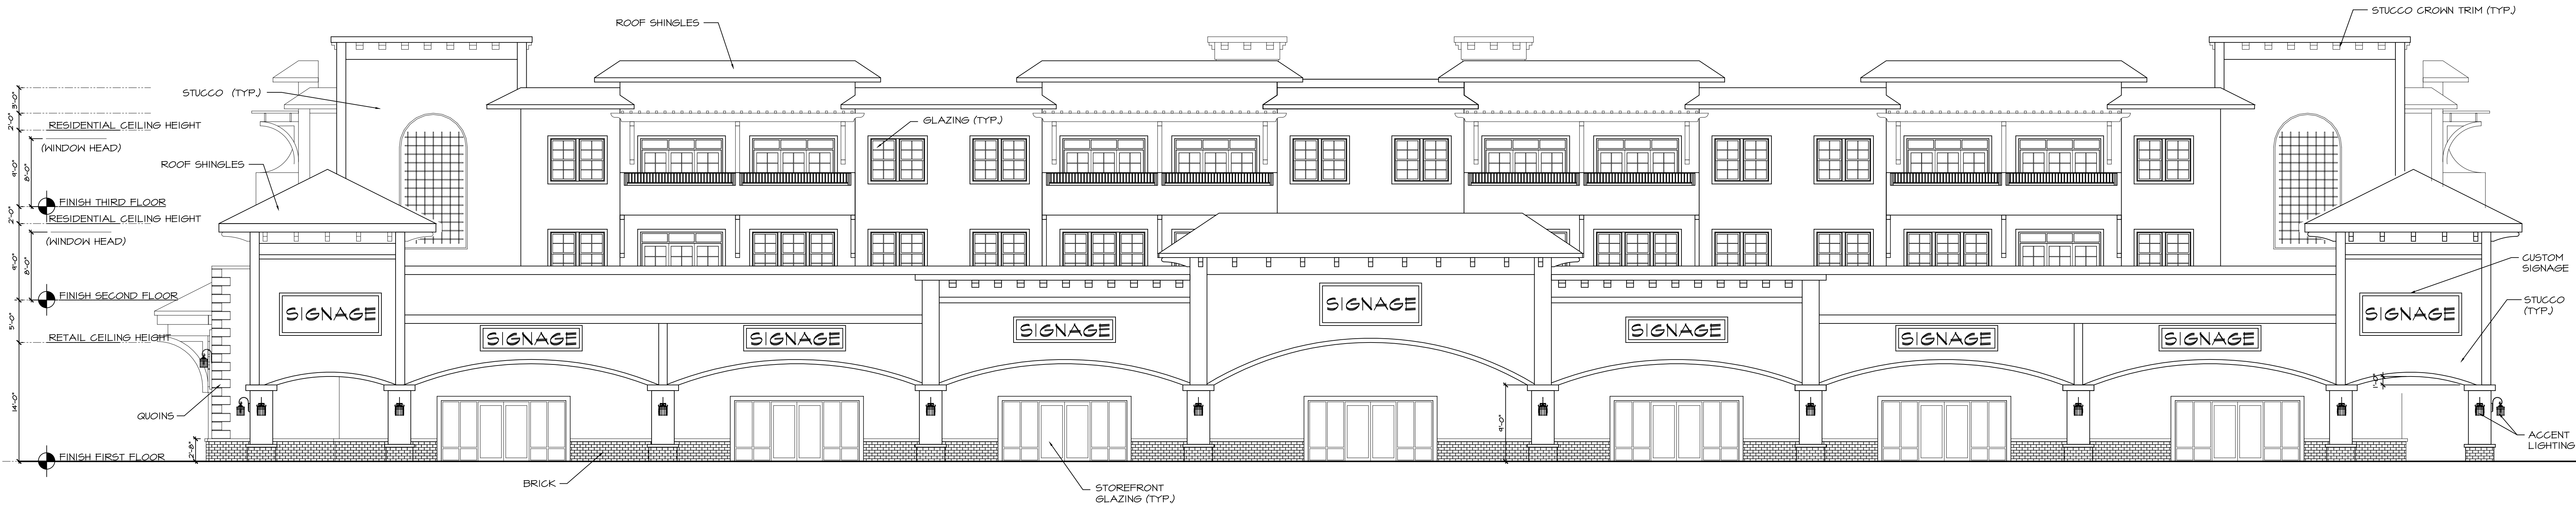 ROOF SHINGLES
STUCCO CROWN TRIM (TYP.)
STUCCO (TYP.)
3'-0"
2'-0"
RESIDENTIAL CEILING HEIGHT
GLAZING (TYP.)
(WINDOW HEAD)
ROOF SHINGLES
9'-0"
8'-0"
FINISH THIRD FLOOR
2'-0"
RESIDENTIAL CEILING HEIGHT
(WINDOW HEAD)
9'-0"
8'-0"
CUSTOM
SIGNAGE
FINISH SECOND FLOOR
STUCCO
(TYP.)
SIGNAGE
SIGNAGE
SIGNAGE
SIGNAGE
SIGNAGE
SIGNAGE
SIGNAGE
SIGNAGE
SIGNAGE
5'-0"
RETAIL CEILING HEIGHT
14'-0"
QUOINS
9'-0"
ACCENT
LIGHTING
2'-8"
FINISH FIRST FLOOR
BRICK
STOREFRONT
GLAZING (TYP.)